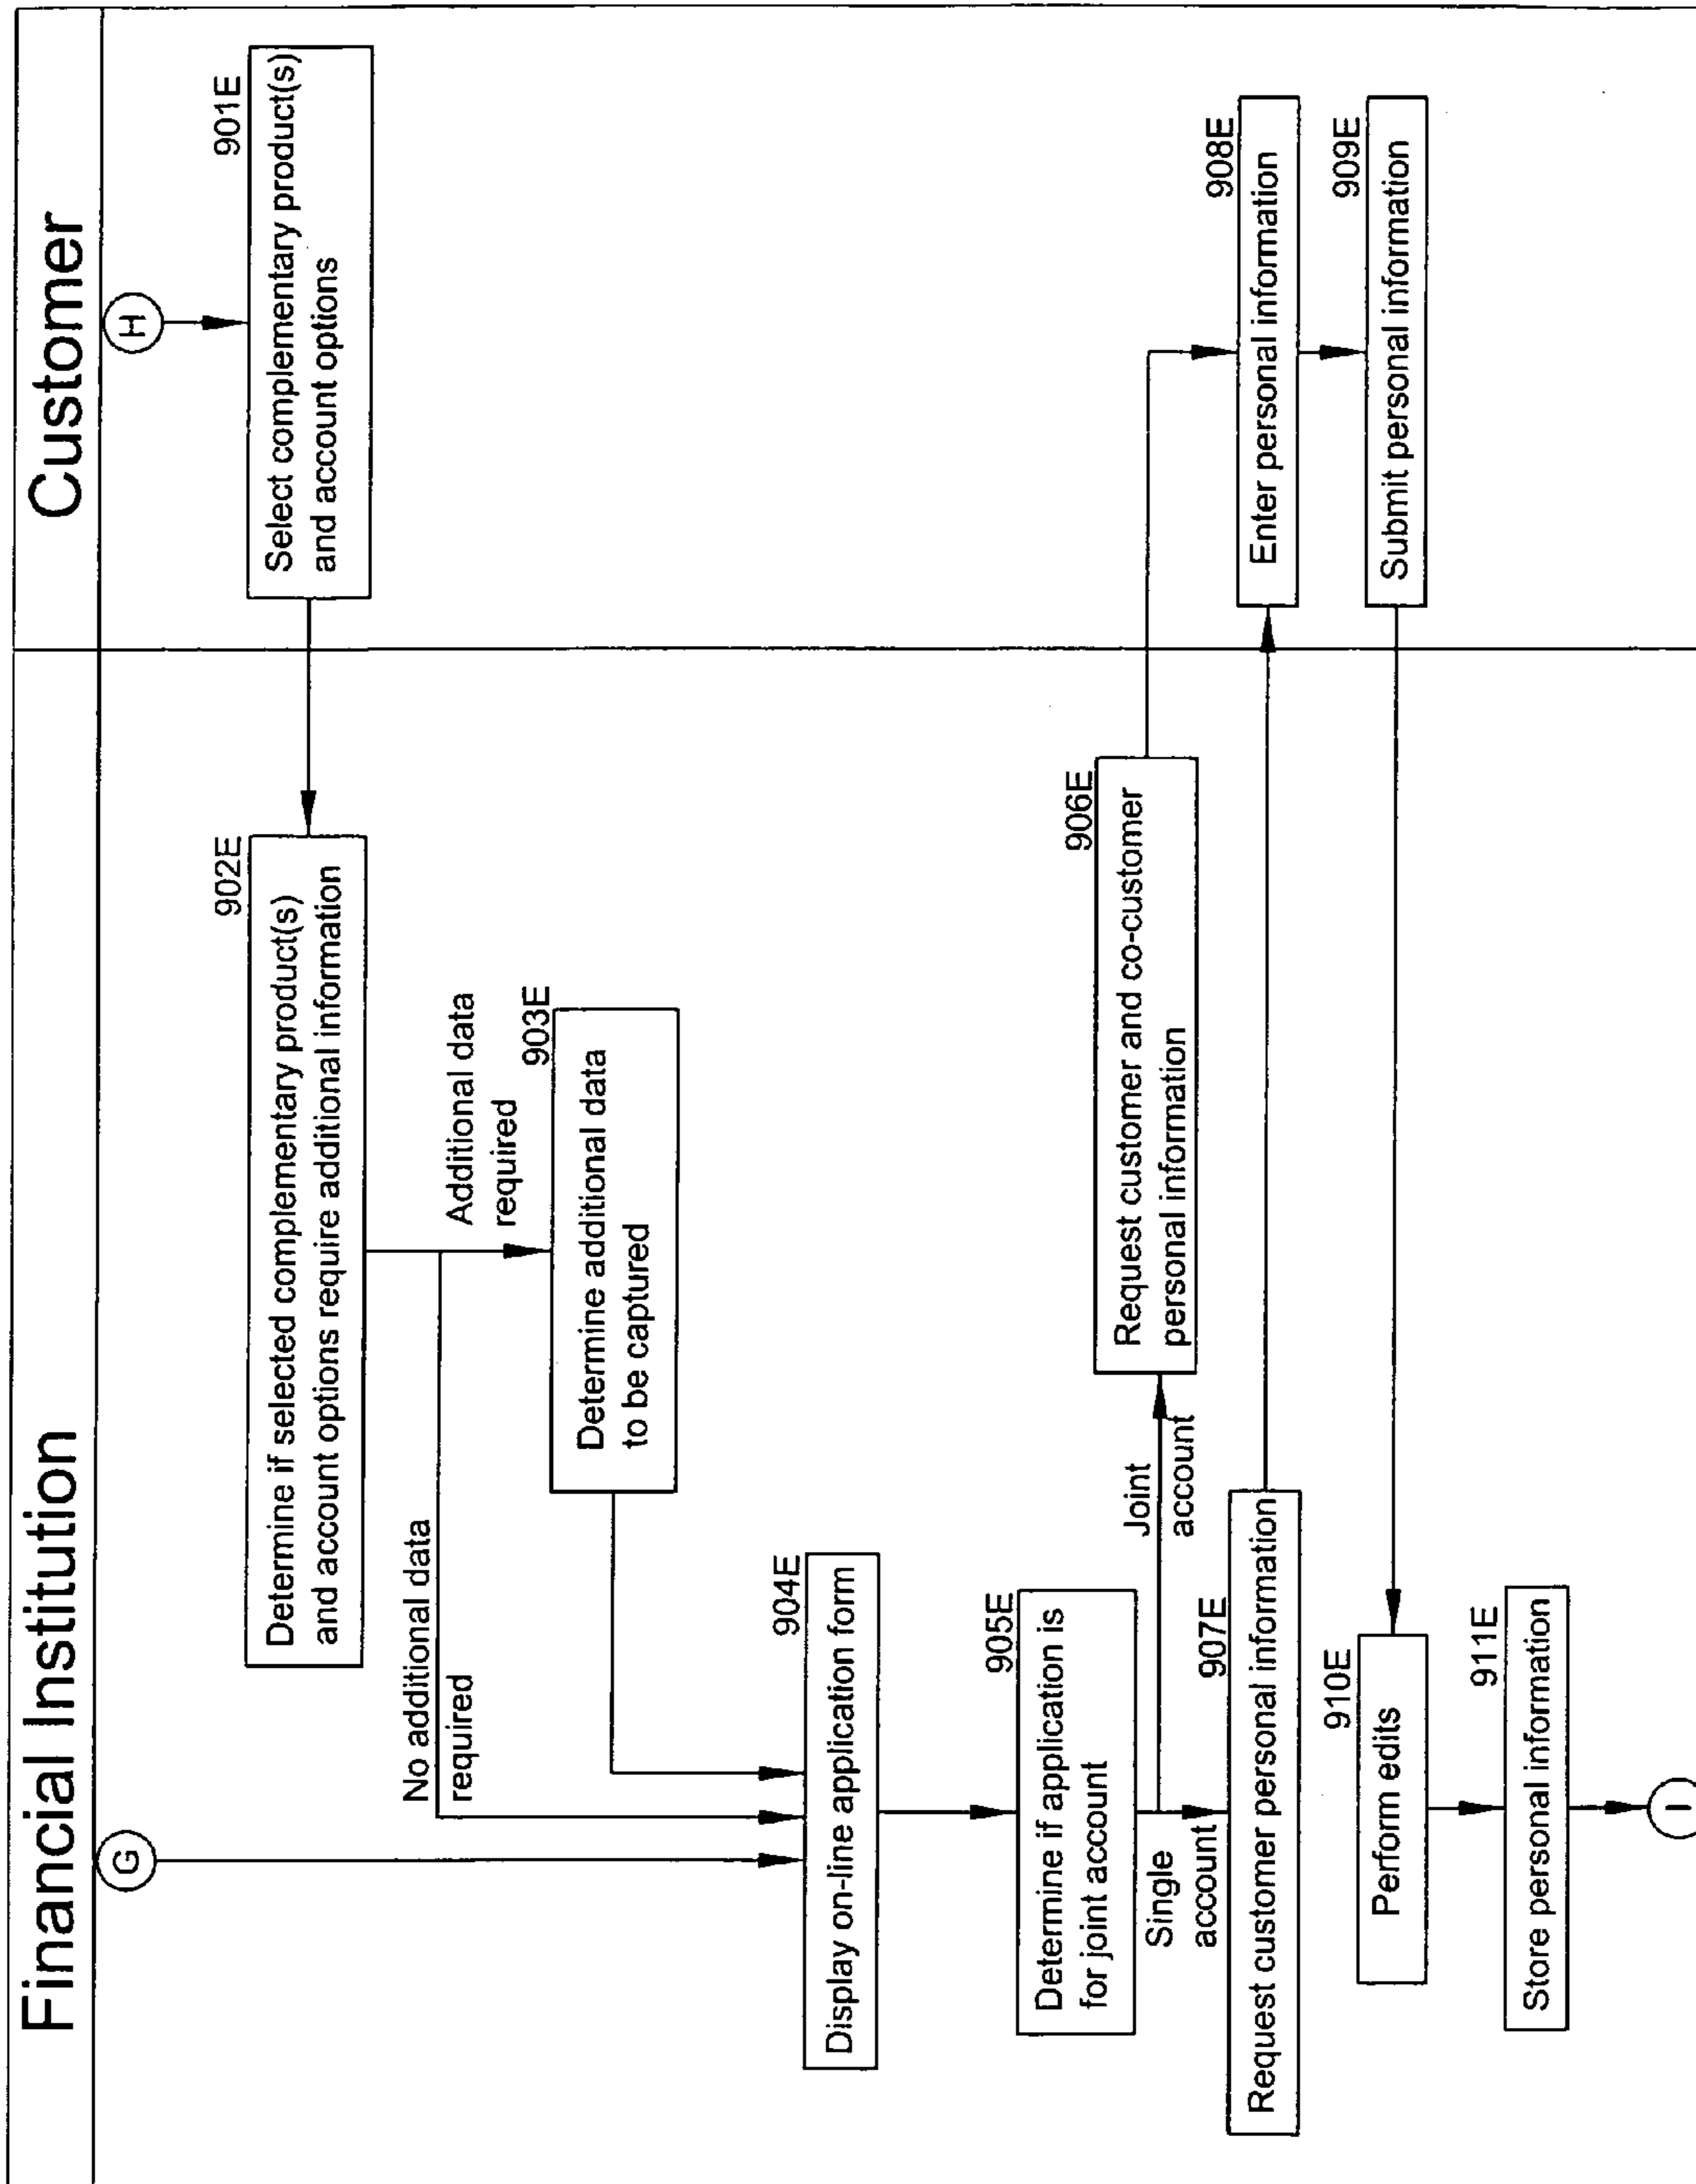 Financial Institution
Customer
G
H
901E
Select complementary product(s)
and account options
902E
Determine if selected complementary product(s)
and account options require additional information
No additional data
required
Additional data
required
903E
Determine additional data
to be captured
904E
Display on-line application form
905E
Determine if application is
for joint account
Joint
account
906E
Request customer and co-customer
personal information
Single
account
907E
Request customer personal information
908E
Enter personal information
909E
Submit personal information
910E
Perform edits
911E
Store personal information
I